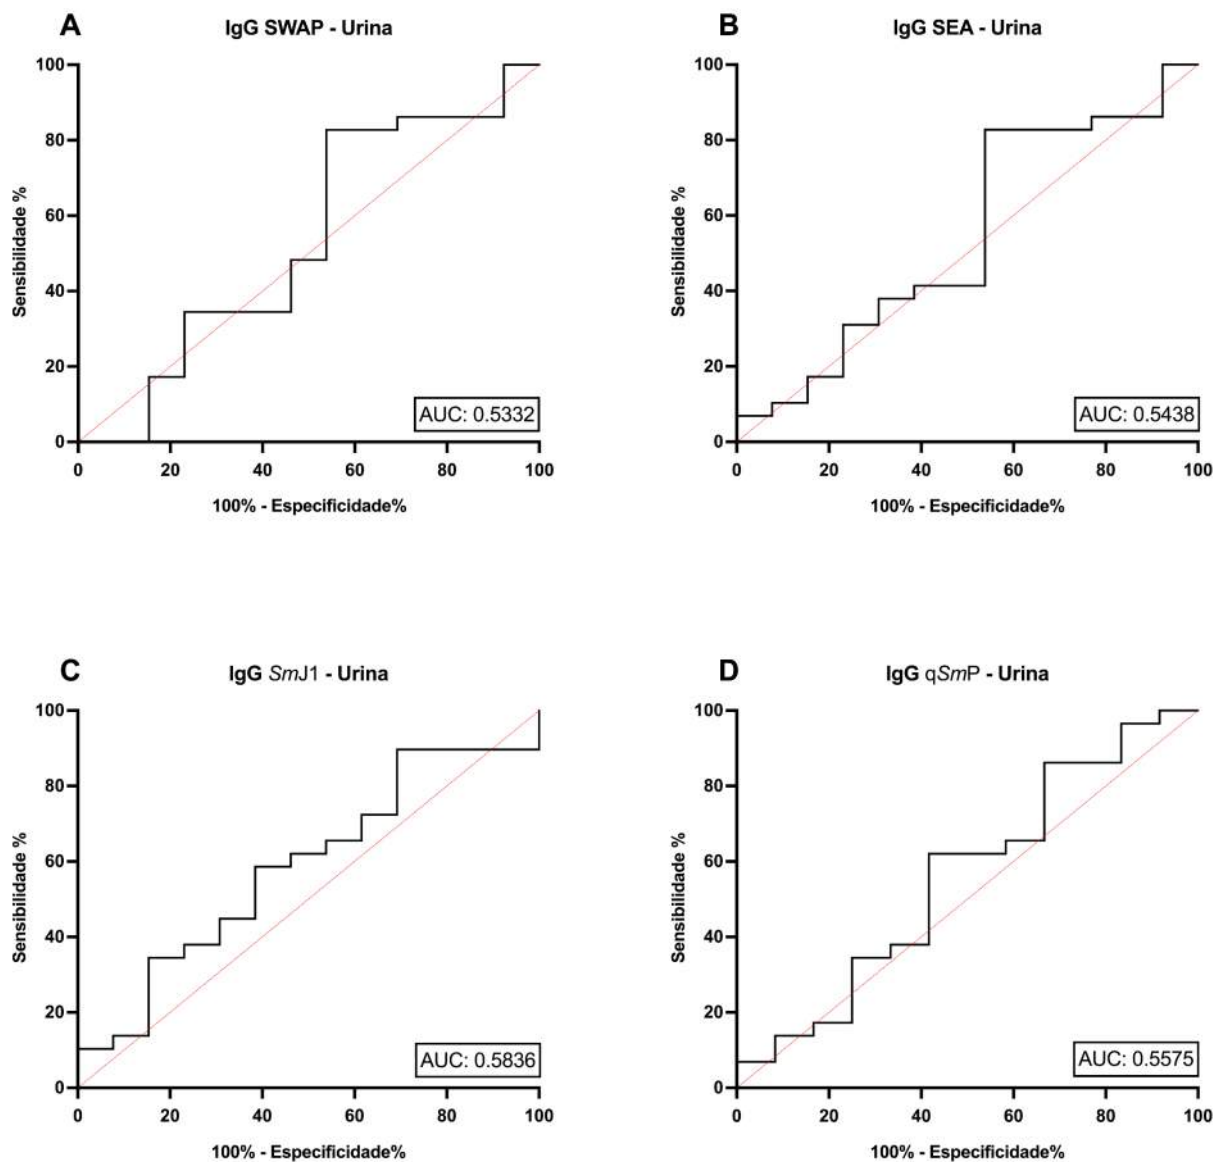 A
IgG SWAP - Urina
100
80
60
40
20
0
Sensibilidade %
AUC: 0.5332
0 20 40 60 80 100
100% - Especificidade%
B
IgG SEA - Urina
100
80
60
40
20
0
Sensibilidade %
AUC: 0.5438
0 20 40 60 80 100
100% - Especificidade%
C
IgG SmJ1 - Urina
100
80
60
40
20
0
Sensibilidade %
AUC: 0.5836
0 20 40 60 80 100
100% - Especificidade%
D
IgG qSmP - Urina
100
80
60
40
20
0
Sensibilidade %
AUC: 0.5575
0 20 40 60 80 100
100% - Especificidade%